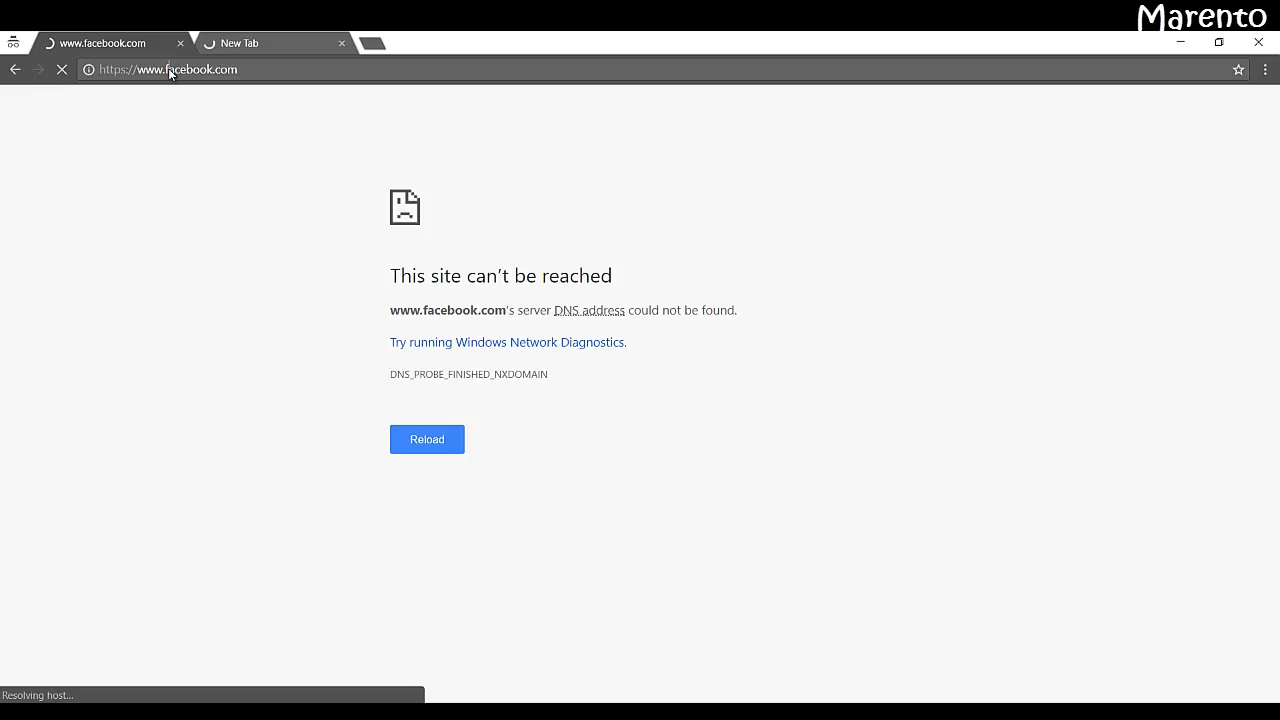 Marento
www.facebook.com
New Tab
https://www.facebook.com
This site can't be reached
www.facebook.com's server DNS address could not be found.
Try running Windows Network Diagnostics.
DNS_PROBE_FINISHED_NXDOMAIN
Reload
Resolving host...